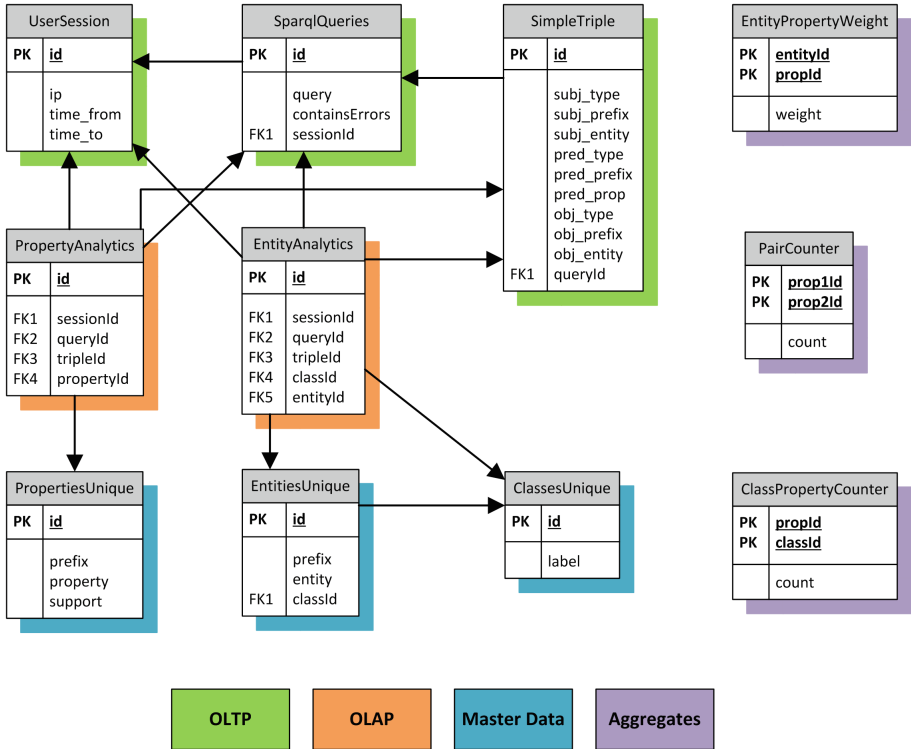 UserSession
PK id
ip
time_from
time_to
SparqlQueries
PK id
query
containsErrors
FK1 sessionId
SimpleTriple
PK id
subj_type
subj_prefix
subj_entity
pred_type
pred_prefix
pred_prop
obj_type
obj_prefix
obj_entity
FK1 queryId
EntityPropertyWeight
PK entityId
PK propId
weight
PropertyAnalytics
PK id
FK1 sessionId
FK2 queryId
FK3 tripleId
FK4 propertyId
EntityAnalytics
PK id
FK1 sessionId
FK2 queryId
FK3 tripleId
FK4 classId
FK5 entityId
PairCounter
PK prop1Id
PK prop2Id
count
PropertiesUnique
PK id
prefix
property
support
EntitiesUnique
PK id
prefix
entity
FK1 classId
ClassesUnique
PK id
label
ClassPropertyCounter
PK propId
PK classId
count
OLTP
OLAP
Master Data
Aggregates